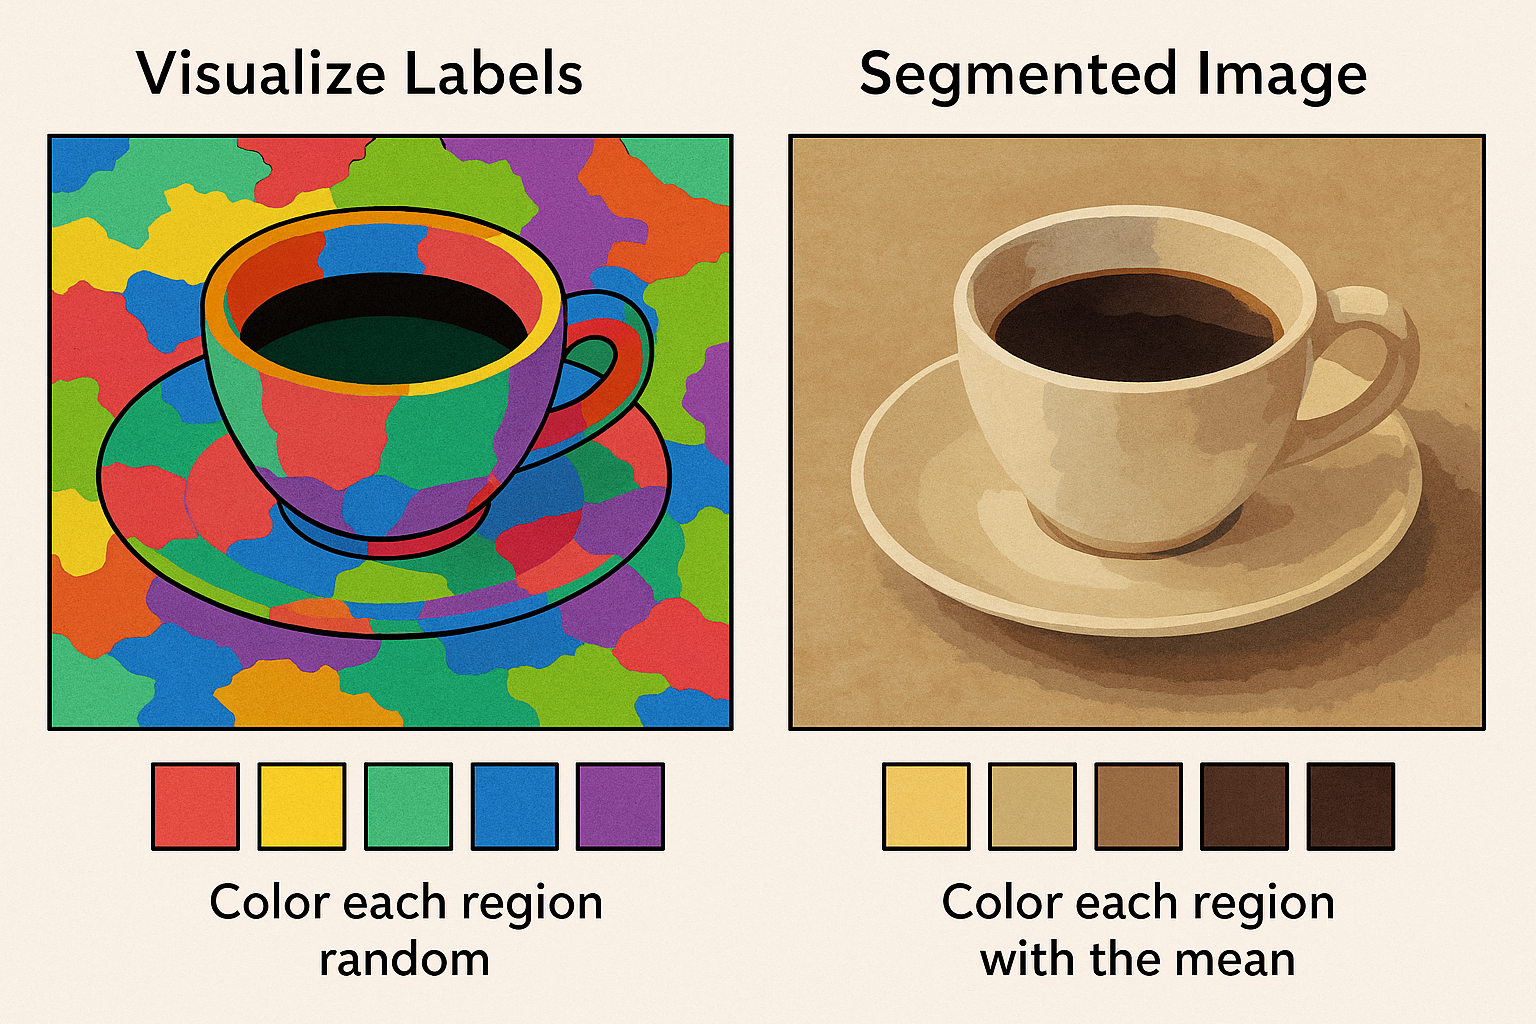 Visualize Labels
Segmented Image
Color each region
random
Color each region
with the mean